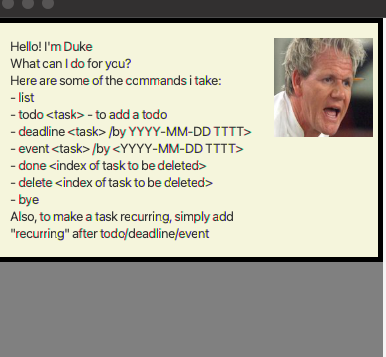 Hello! I'm Duke
What can I do for you?
Here are some of the commands i take:
- list
- todo <task> - to add a todo
- deadline <task> /by YYYY-MM-DD TTTT>
- event <task> /by <YYYY-MM-DD TTTT>
- done <index of task to be deleted>
- delete <index of task to be deleted>
- bye
Also, to make a task recurring, simply add
"recurring" after todo/deadline/event